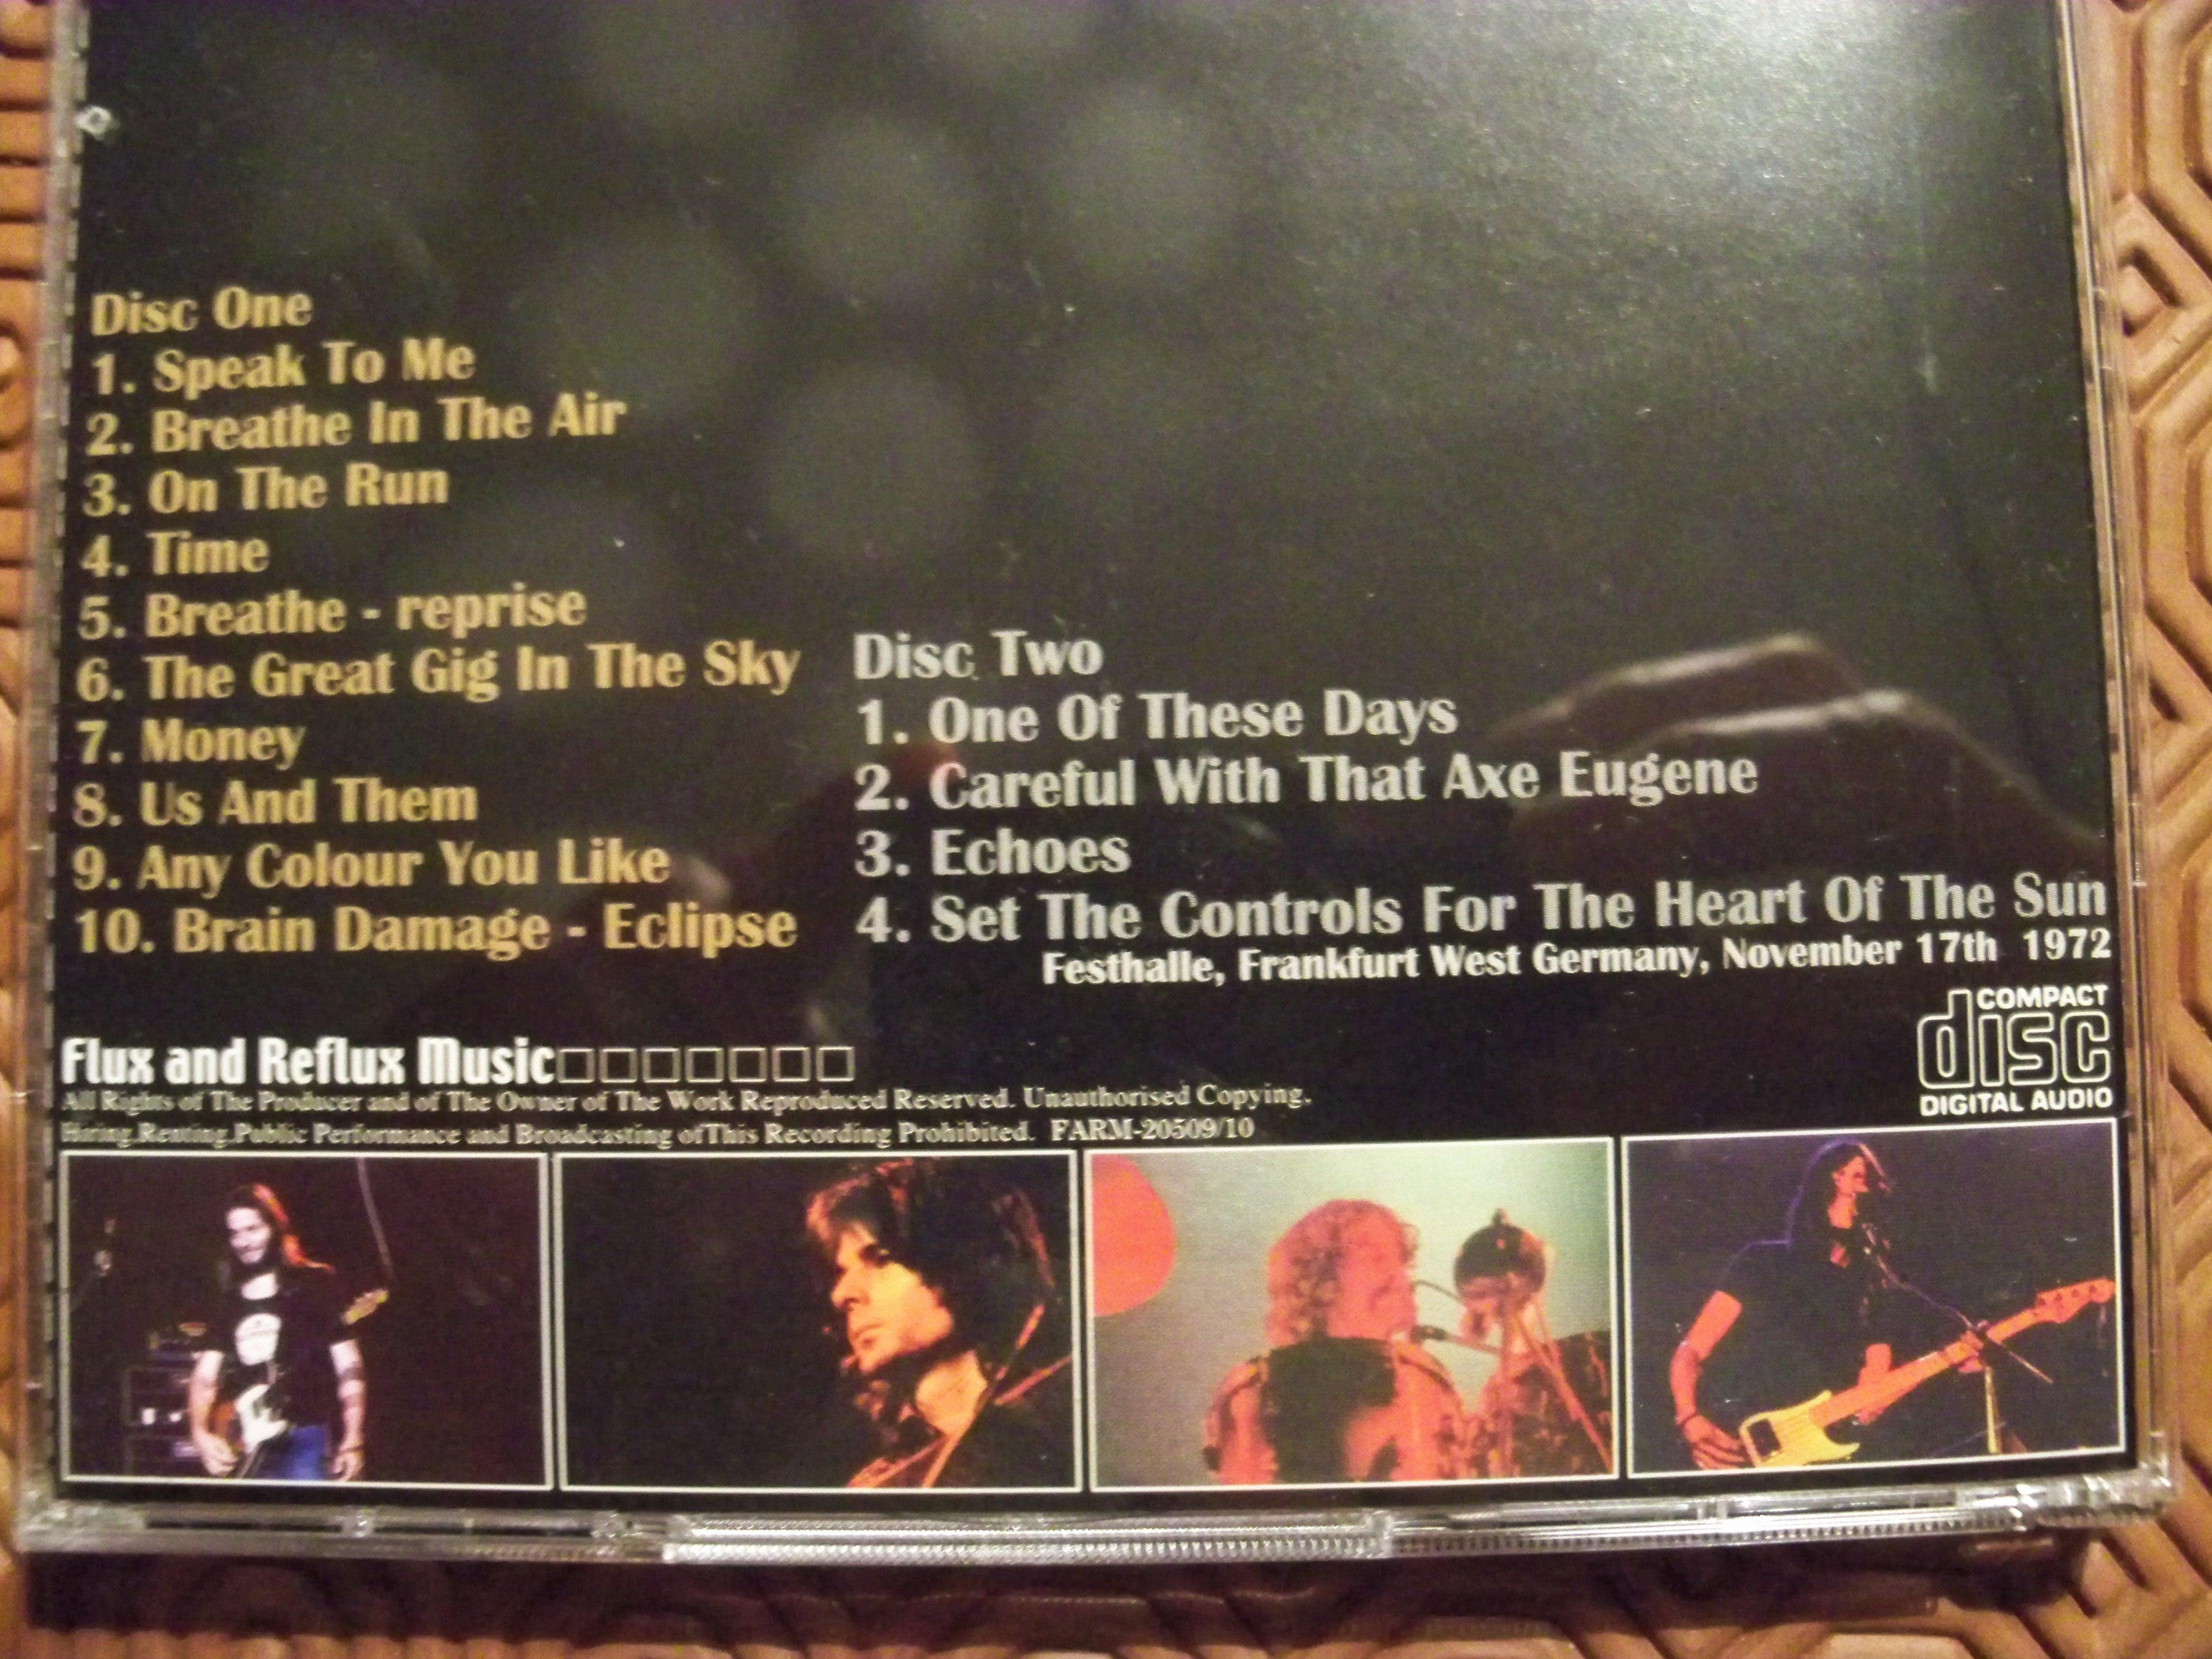 Disc One
1. Speak To Me
2. Breathe In The Air
3. On The Run
4. Time
5. Breathe - reprise
6. The Great Gig In The Sky
7. Money
8. Us And Them
9. Any Colour You Like
10. Brain Damage - Eclipse
Disc Two
1. One Of These Days
2. Careful With That Axe Eugene
3. Echoes
4. Set The Controls For The Heart Of The Sun
Festhalle, Frankfurt West Germany, November 17th 1972
COMPACT
disc
DIGITAL AUDIO
Flux and Reflux Music□□□□□□□
All Rights of The Producer and of The Owner of The Work Reproduced Reserved. Unauthorised Copying.
Hiring,Renting,Public Performance and Broadcasting ofThis Recording Prohibited. FARM-20509/10